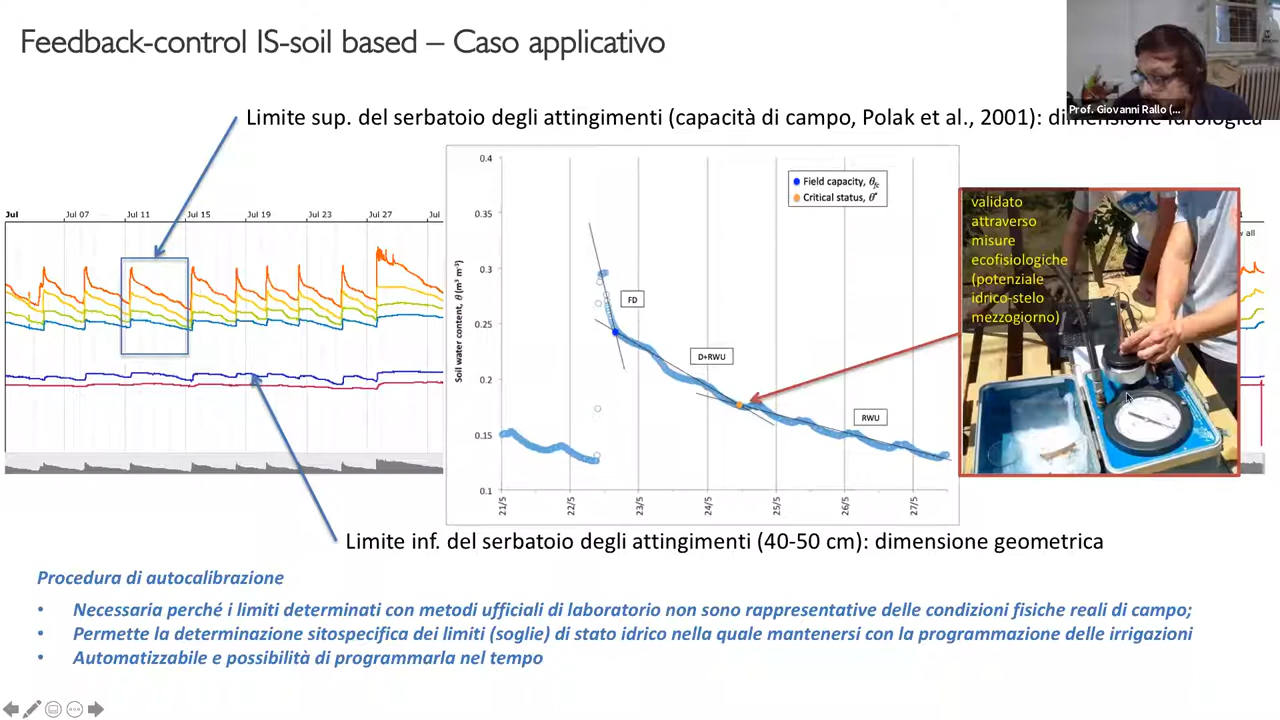 Feedback-control IS-soil based – Caso applicativo
Prof. Giovanni Rallo (...
Limite sup. del serbatoio degli attingimenti (capacità di campo, Polak et al., 2001): dimensione idrologica
Jul
Jul 07
Jul 11
Jul 15
Jul 19
Jul 23
Jul 27
Ju
0.4
0.35
0.3
0.25
0.2
0.15
0.1
Soil water content, θ (m³ m⁻³)
Field capacity, θfc
Critical status, θ*
FD
D+RWU
RWU
21/5
22/5
23/5
24/5
25/5
26/5
27/5
validato
attraverso
misure
ecofisiologiche
(potenziale
idrico-stelo
mezzogiorno)
all
Limite inf. del serbatoio degli attingimenti (40-50 cm): dimensione geometrica
Procedura di autocalibrazione
• Necessaria perché i limiti determinati con metodi ufficiali di laboratorio non sono rappresentative delle condizioni fisiche reali di campo;
• Permette la determinazione sitospecifica dei limiti (soglie) di stato idrico nella quale mantenersi con la programmazione delle irrigazioni
• Automatizzabile e possibilità di programmarla nel tempo